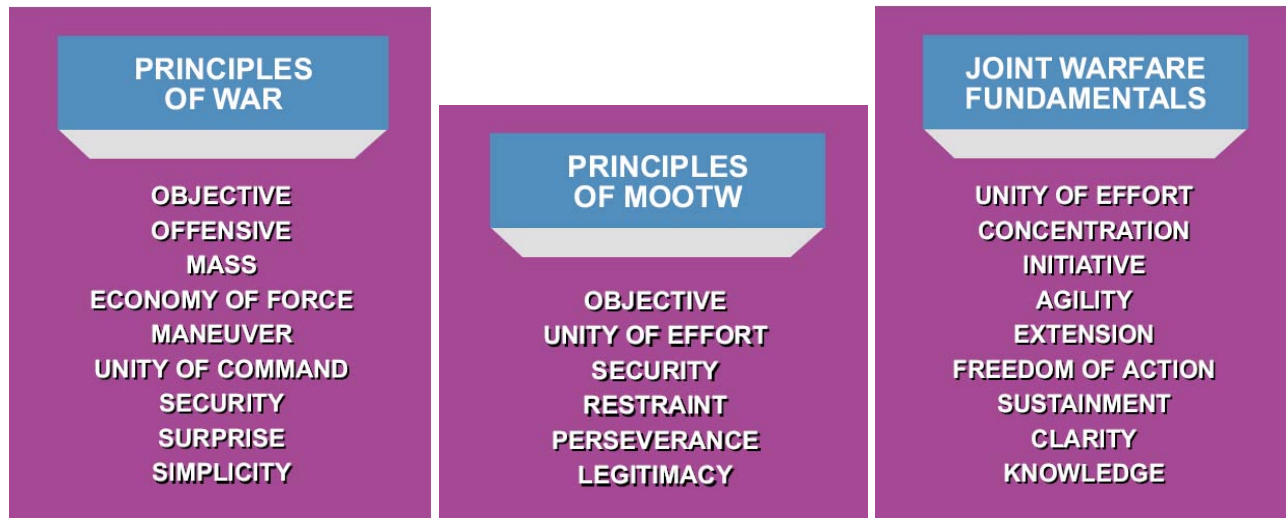 PRINCIPLES
OF WAR
OBJECTIVE
OFFENSIVE
MASS
ECONOMY OF FORCE
MANEUVER
UNITY OF COMMAND
SECURITY
SURPRISE
SIMPLICITY
PRINCIPLES
OF MOOTW
OBJECTIVE
UNITY OF EFFORT
SECURITY
RESTRAINT
PERSEVERANCE
LEGITIMACY
JOINT WARFARE
FUNDAMENTALS
UNITY OF EFFORT
CONCENTRATION
INITIATIVE
AGILITY
EXTENSION
FREEDOM OF ACTION
SUSTAINMENT
CLARITY
KNOWLEDGE